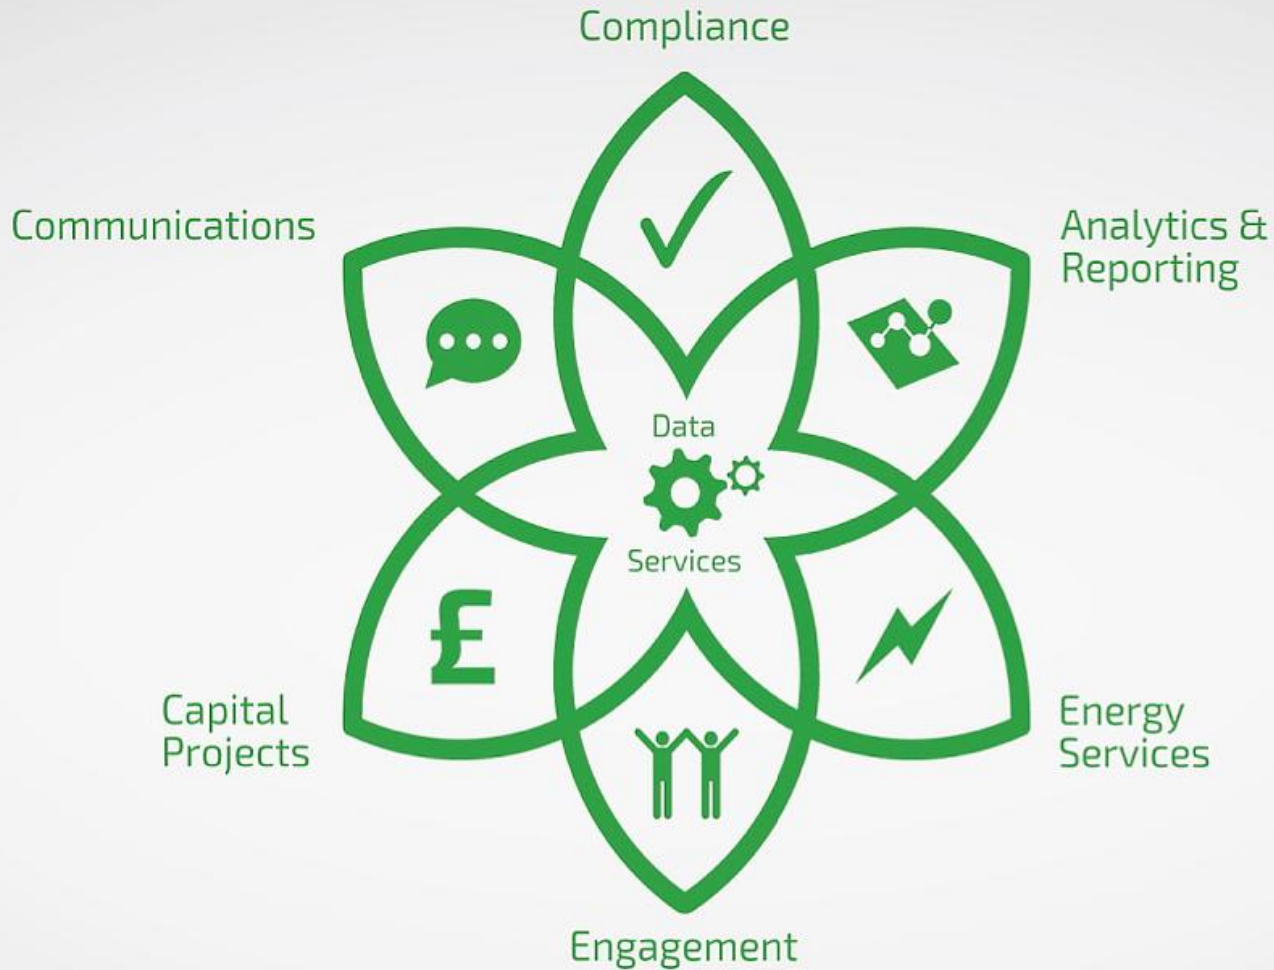 Compliance
Communications
Analytics &
Reporting
Data
Services
£
Capital
Projects
Energy
Services
Engagement